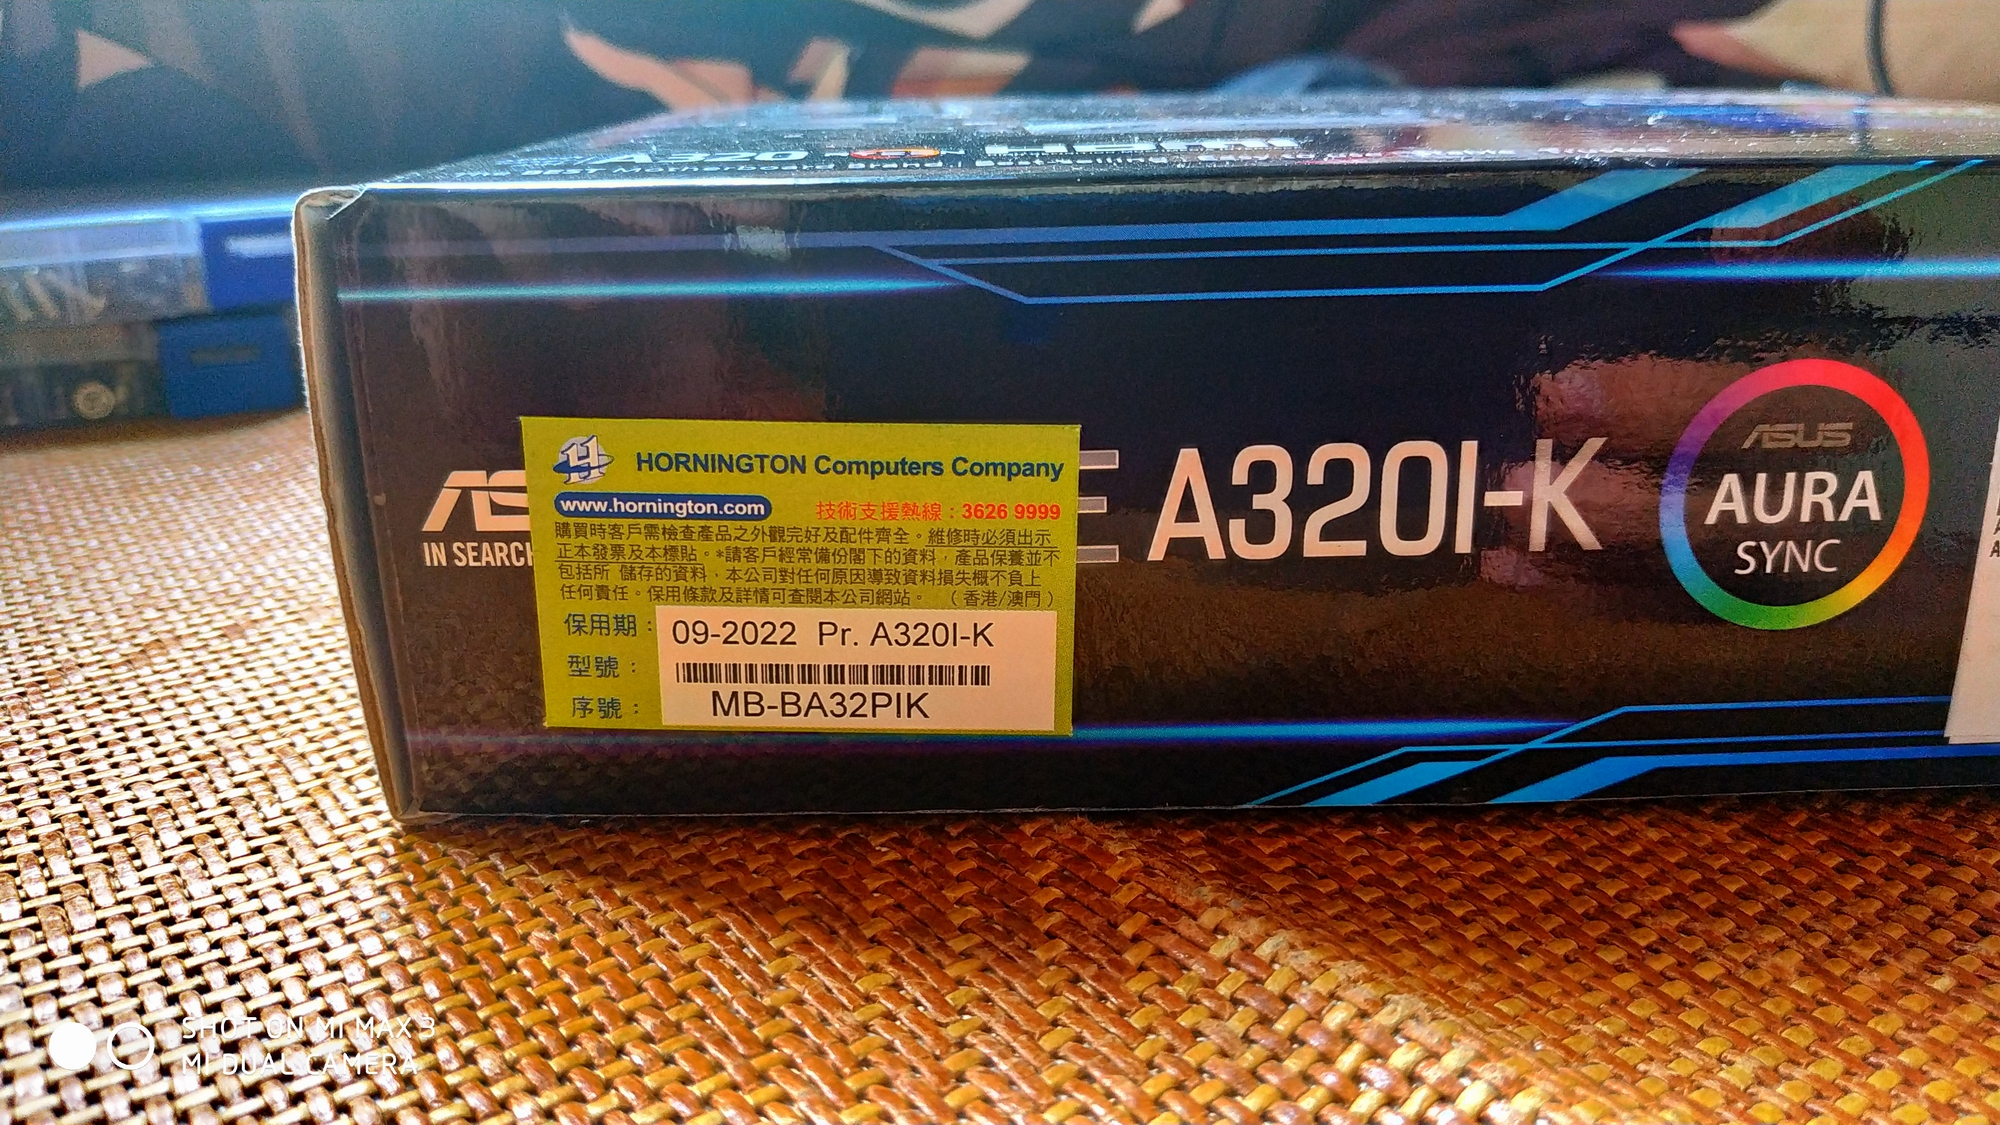 A320
HORNINGTON Computers Company
www.hornington.com 技術支援熱線：3626 9999
購買時客戶需檢查產品之外觀完好及配件齊全。維修時必須出示
正本發票及本標貼。*請客戶經常備份閣下的資料，產品保養並不
包括所 儲存的資料，本公司對任何原因導致資料損失概不負上
任何責任。保用條款及詳情可查閱本公司網站。 （香港/澳門）
保用期：09-2022 Pr. A320I-K
型號：
序號：MB-BA32PIK
IN SEARCH
E A320I-K
ASUS
AURA
SYNC
SHOT ON MI MAX 3
MI DUAL CAMERA